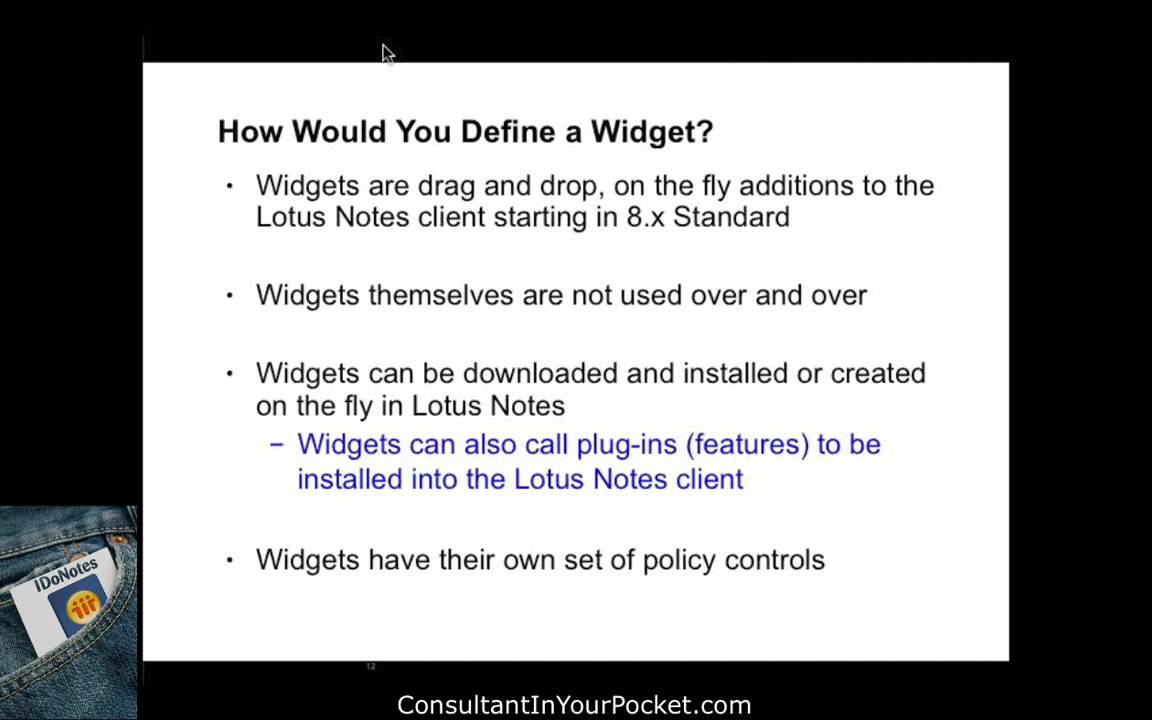 How Would You Define a Widget?
• Widgets are drag and drop, on the fly additions to the
Lotus Notes client starting in 8.x Standard
• Widgets themselves are not used over and over
• Widgets can be downloaded and installed or created
on the fly in Lotus Notes
– Widgets can also call plug-ins (features) to be
installed into the Lotus Notes client
• Widgets have their own set of policy controls
IDoNotes
12
ConsultantInYourPocket.com